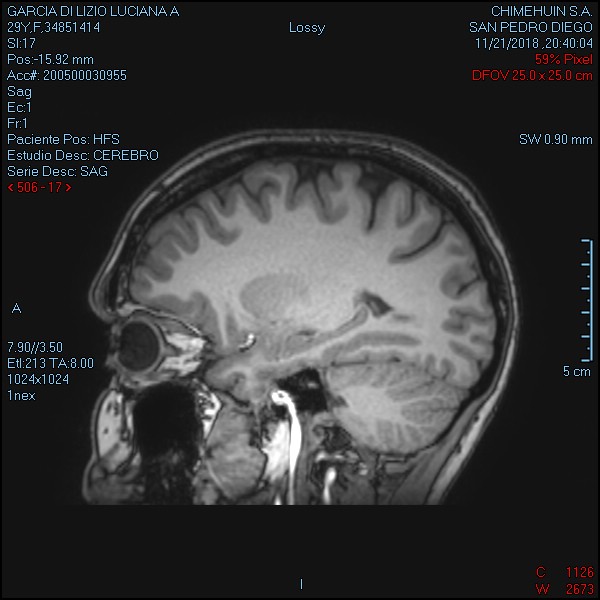 GARCIA DI LIZIO LUCIANA A
29Y,F,34851414
Sl:17
Pos:-15.92 mm
Acc#: 200500030955
Sag
Ec:1
Fr:1
Paciente Pos: HFS
Estudio Desc: CEREBRO
Serie Desc: SAG
< 506 - 17 >
Lossy
CHIMEHUIN S.A.
SAN PEDRO DIEGO
11/21/2018 ,20:40:04
59% Pixel
DFOV 25.0 x 25.0 cm
SW 0.90 mm
A
7.90//3.50
Etl:213 TA:8.00
1024x1024
1nex
5 cm
I
C 1126
W 2673